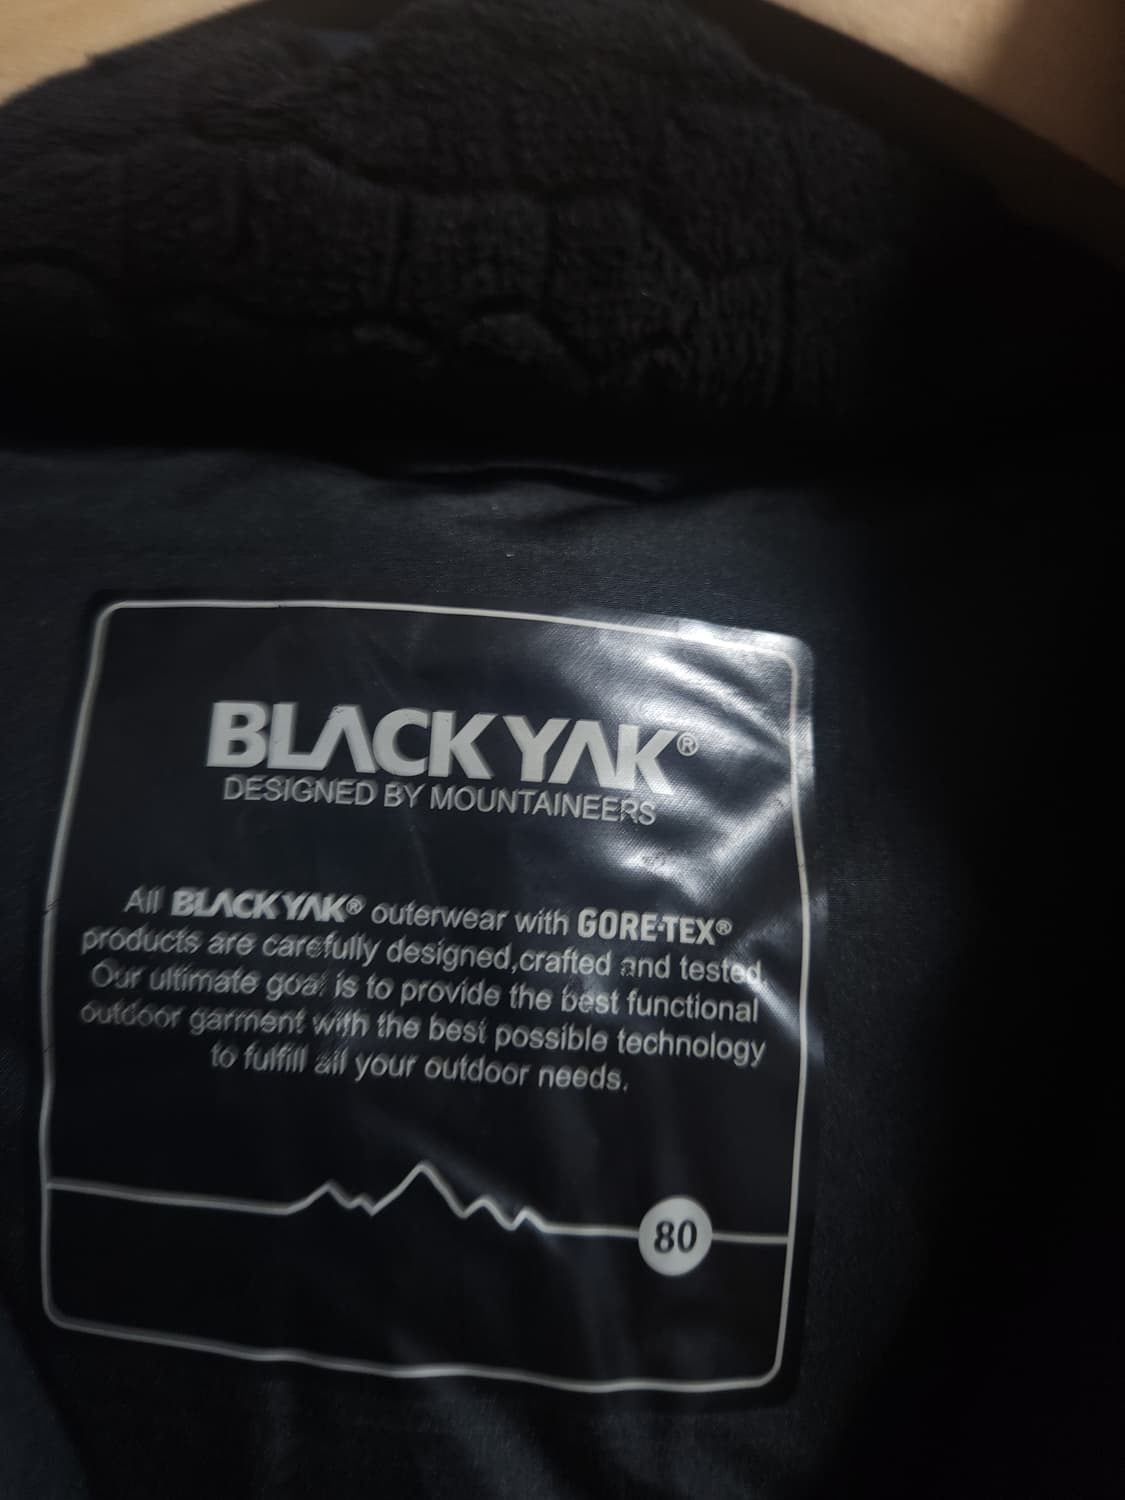 BLACKYAK®
DESIGNED BY MOUNTAINEERS
All BLACKYAK® outerwear with GORE-TEX®
products are carefully designed,crafted and tested.
Our ultimate goal is to provide the best functional
outdoor garment with the best possible technology
to fulfill all your outdoor needs.
80